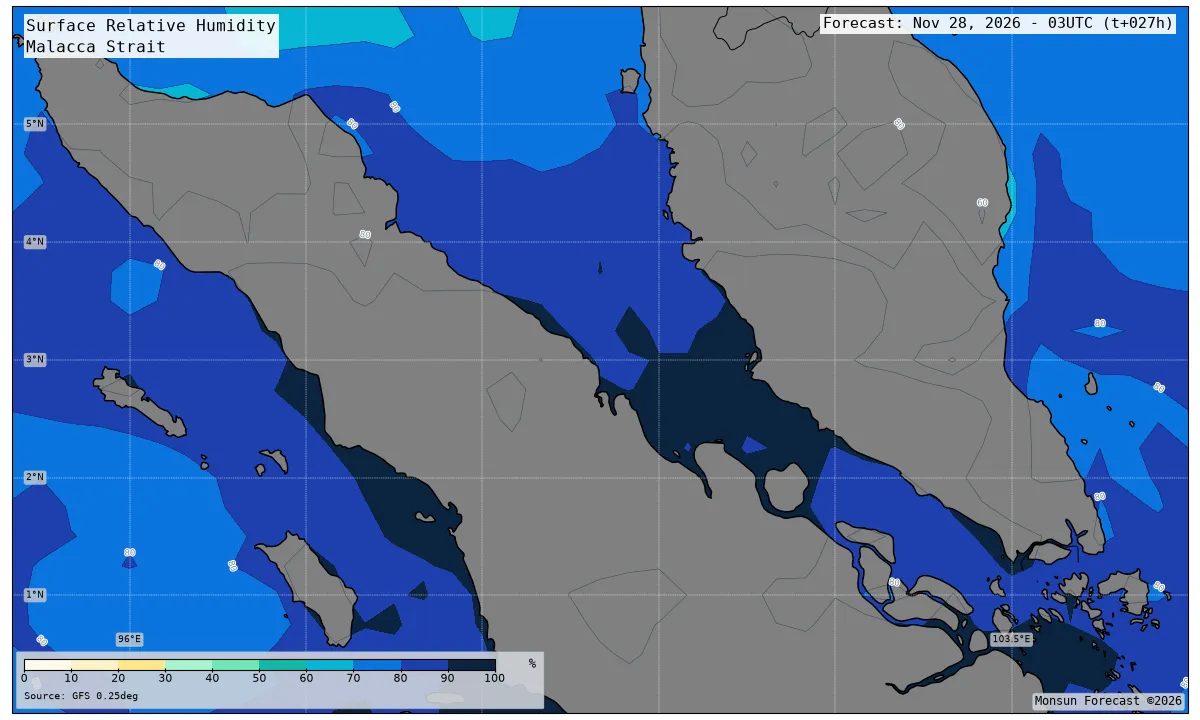 Surface Relative Humidity
Malacca Strait
Forecast: Nov 28, 2026 - 03UTC (t+027h)
80
80
80
5°N
60
80
4°N
80
80
3°N
80
2°N
80
80
80
80
80
1°N
96°E
103.5°E
80
%
0 10 20 30 40 50 60 70 80 90 100
Source: GFS 0.25deg
Monsun Forecast ©2026